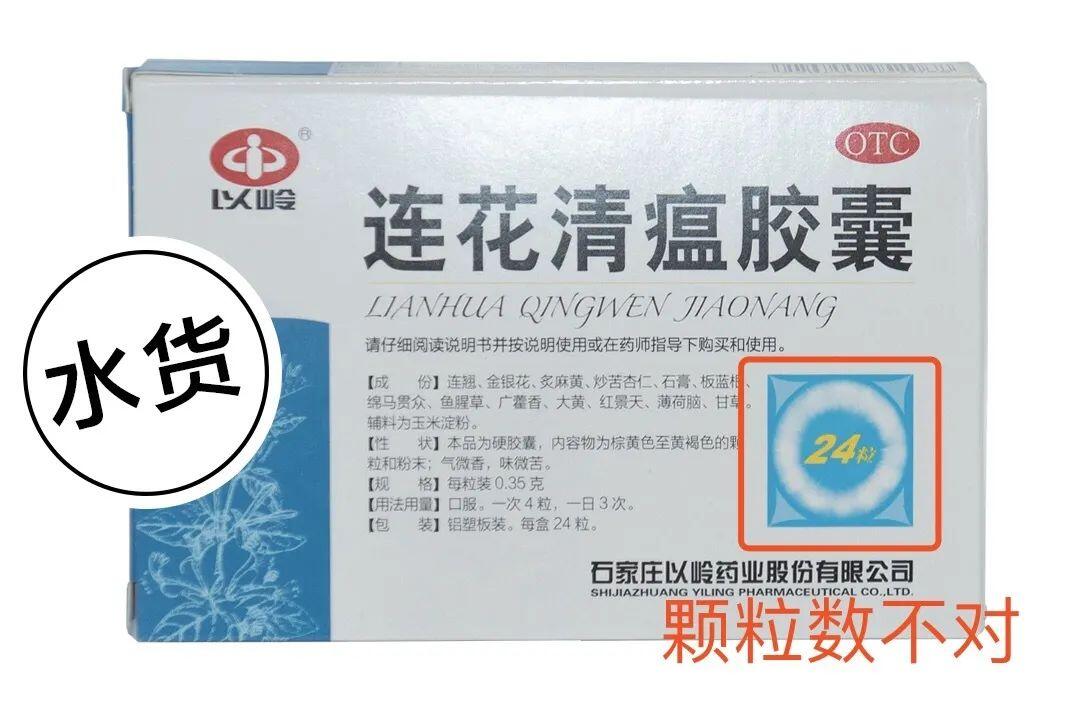 以岭
®
OTC
连花清瘟胶囊
LIANHUA QINGWEN JIAONANG
请仔细阅读说明书并按说明使用或在药师指导下购买和使用。
水货
【成　份】连翘、金银花、炙麻黄、炒苦杏仁、石膏、板蓝根、
绵马贯众、鱼腥草、广藿香、大黄、红景天、薄荷脑、甘草。
辅料为玉米淀粉。
【性　状】本品为硬胶囊，内容物为棕黄色至黄褐色的颗
粒和粉末；气微香，味微苦。
【规　格】每粒装0.35克
【用法用量】口服。一次4粒，一日3次。
【包　装】铝塑板装。每盒24粒。
24粒
石家庄以岭药业股份有限公司
SHIJIAZHUANG YILING PHARMACEUTICAL CO.,LTD.
颗粒数不对